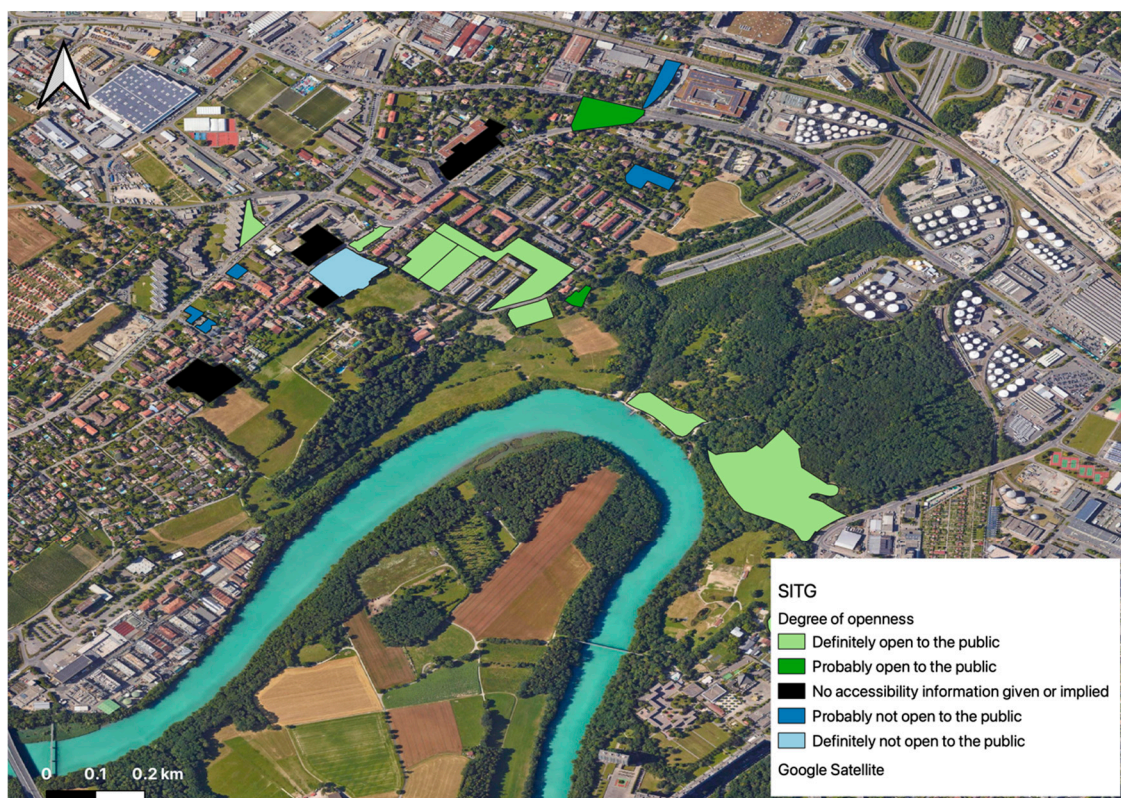 SITG
Degree of openness
Definitely open to the public
Probably open to the public
No accessibility information given or implied
Probably not open to the public
Definitely not open to the public
Google Satellite
0 0.1 0.2 km